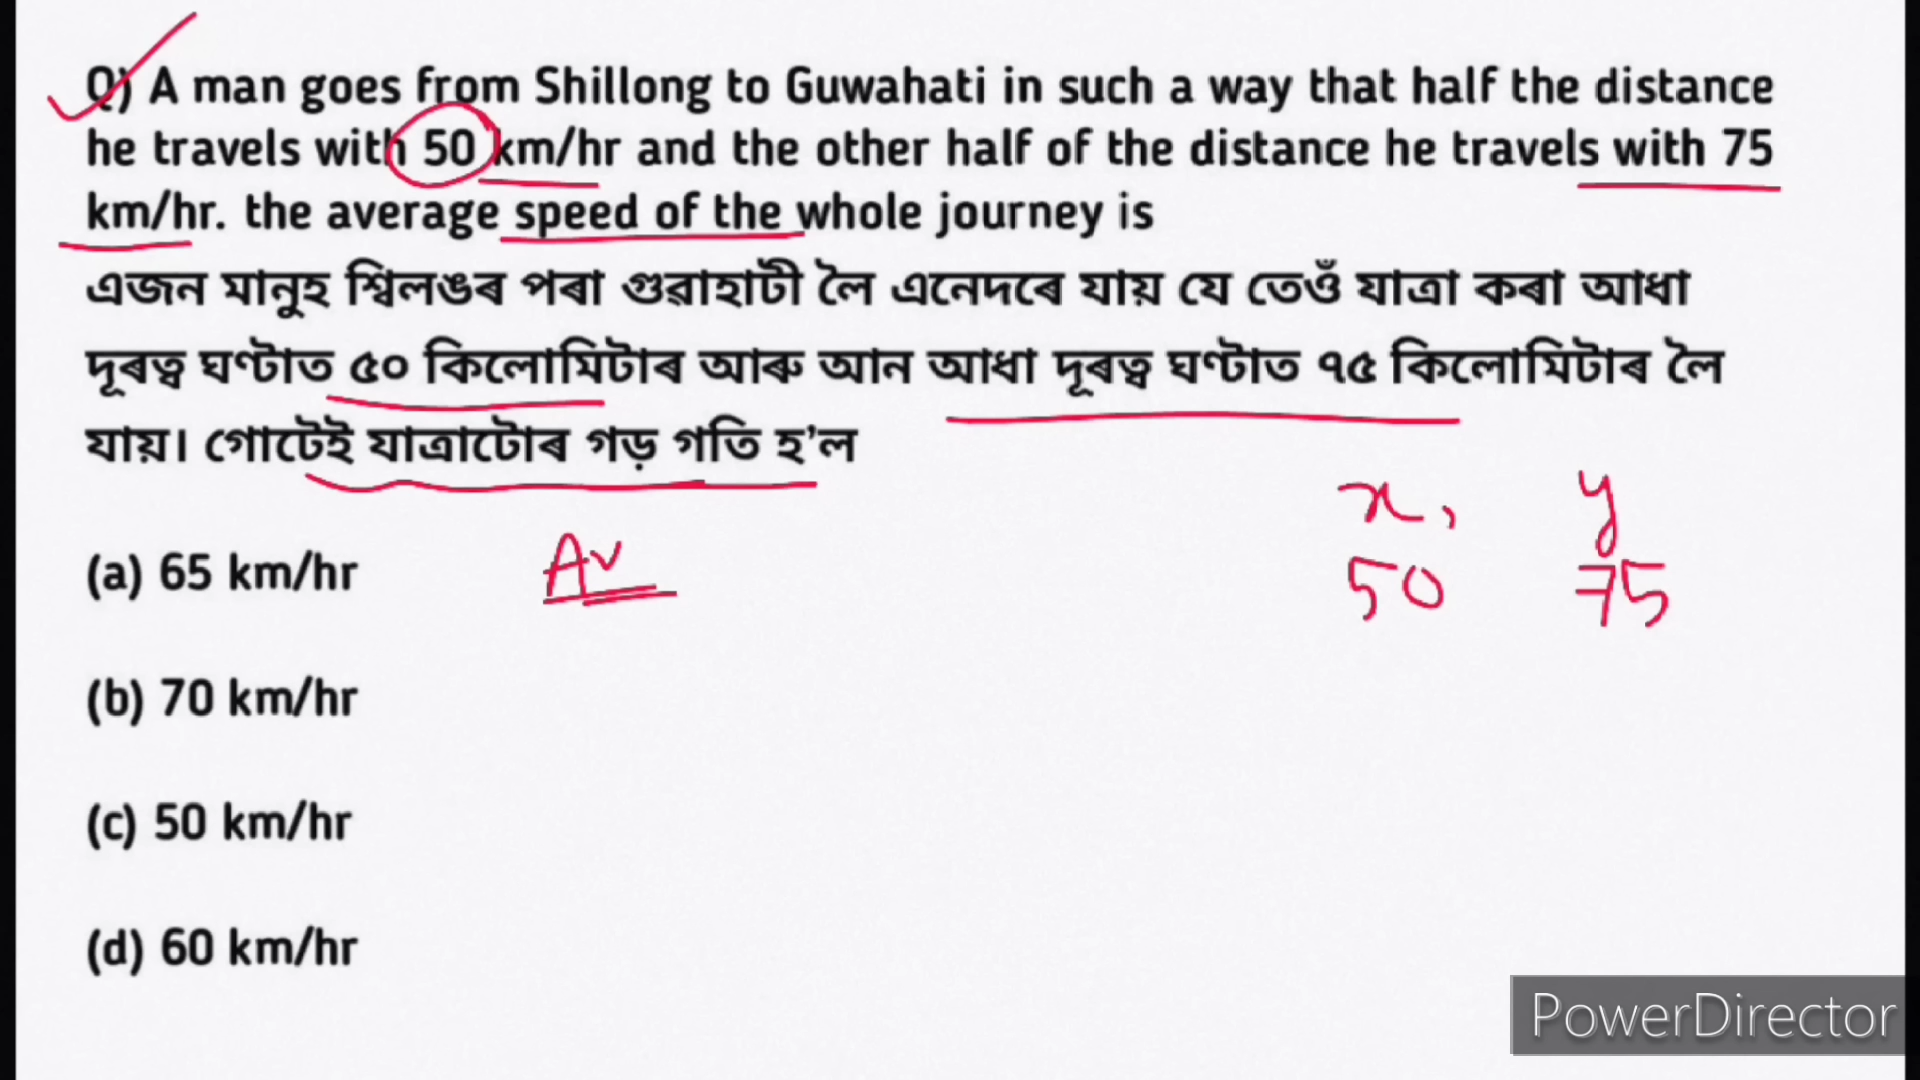 Q) A man goes from Shillong to Guwahati in such a way that half the distance
he travels with 50 km/hr and the other half of the distance he travels with 75
km/hr. the average speed of the whole journey is
এজন মানুহ শ্বিলঙৰ পৰা গুৱাহাটী লৈ এনেদৰে যায় যে তেওঁ যাত্ৰা কৰা আধা
দূৰত্ব ঘণ্টাত ৫০ কিলোমিটাৰ আৰু আন আধা দূৰত্ব ঘণ্টাত ৭৫ কিলোমিটাৰ লৈ
যায়। গোটেই যাত্ৰাটোৰ গড় গতি হ’ল
x, y
(a) 65 km/hr Av 50 75
(b) 70 km/hr
(c) 50 km/hr
(d) 60 km/hr
PowerDirector